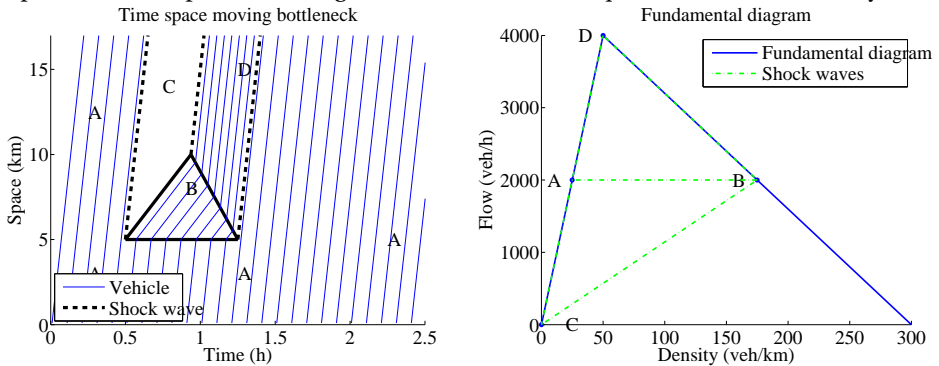 Time space moving bottleneck
15
10
5
0
Space (km)
A
C
D
B
A
A
A
Vehicle
Shock wave
0
0.5
1
1.5
2
2.5
Time (h)
Fundamental diagram
4000
3000
2000
1000
0
Flow (veh/h)
D
A
B
C
Fundamental diagram
Shock waves
0
50
100
150
200
250
300
Density (veh/km)